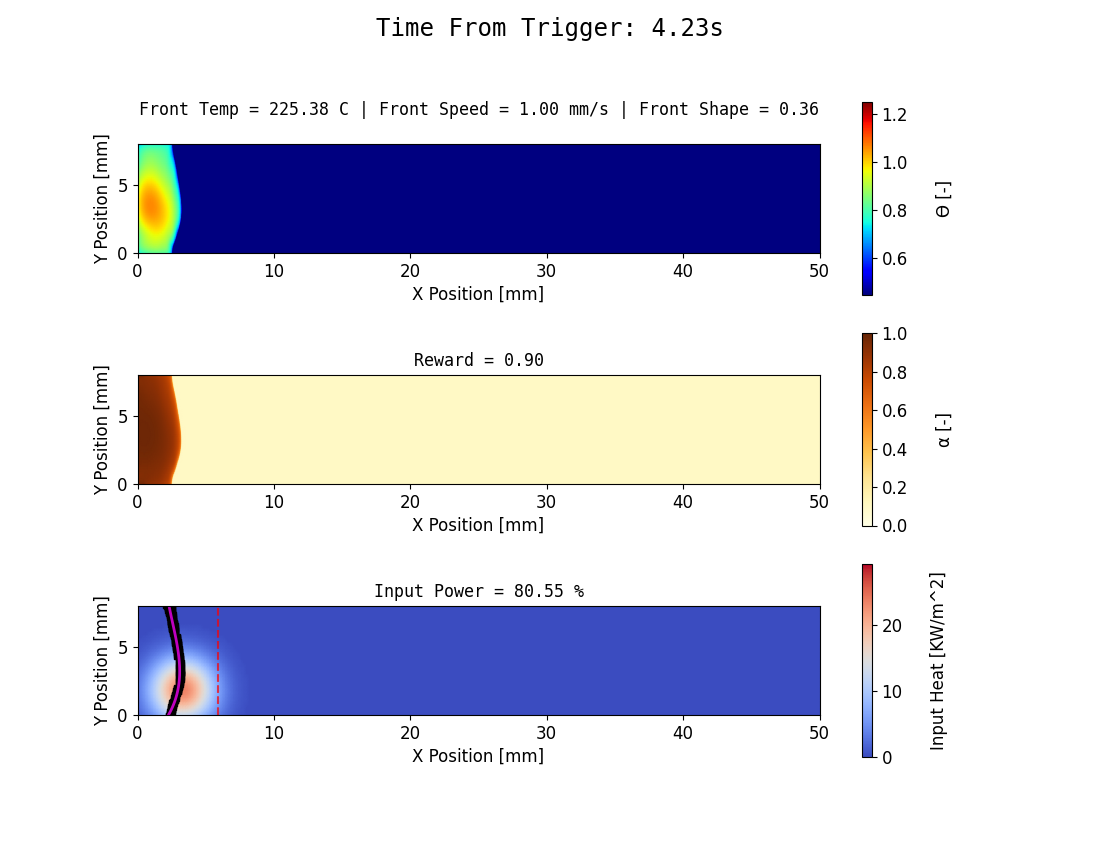 Time From Trigger: 4.23s
Front Temp = 225.38 C | Front Speed = 1.00 mm/s | Front Shape = 0.36
Y Position [mm]
5
0
0 10 20 30 40 50
X Position [mm]
1.2
1.0
0.8
0.6
Θ [-]
Reward = 0.90
Y Position [mm]
5
0
0 10 20 30 40 50
X Position [mm]
1.0
0.8
0.6
0.4
0.2
0.0
α [-]
Input Power = 80.55 %
Y Position [mm]
5
0
0 10 20 30 40 50
X Position [mm]
20
10
0
Input Heat [KW/m^2]